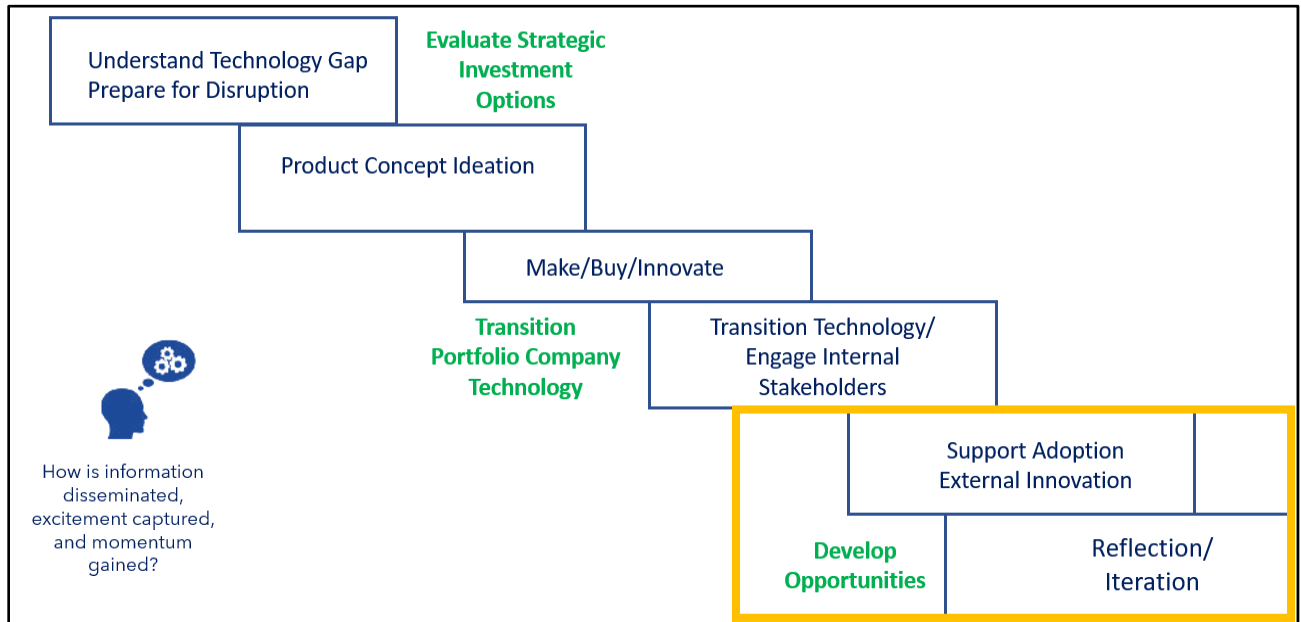 Understand Technology Gap
Prepare for Disruption
Evaluate Strategic
Investment
Options
Product Concept Ideation
Make/Buy/Innovate
Transition
Portfolio Company
Technology
Transition Technology/
Engage Internal
Stakeholders
How is information
disseminated,
excitement captured,
and momentum
gained?
Support Adoption
External Innovation
Develop
Opportunities
Reflection/
Iteration